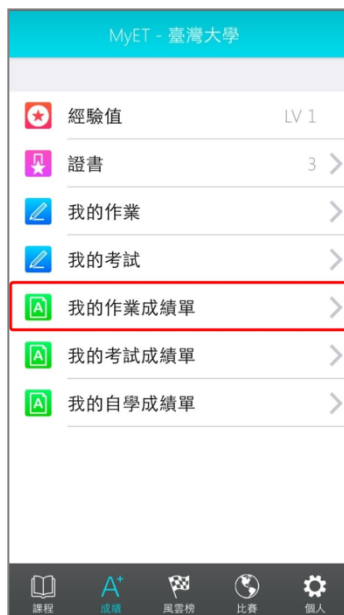 MyET - 臺灣大學
經驗值 LV 1
證書 3
我的作業
我的考試
我的作業成績單
我的考試成績單
我的自學成績單
課程 成績 風雲榜 比賽 個人